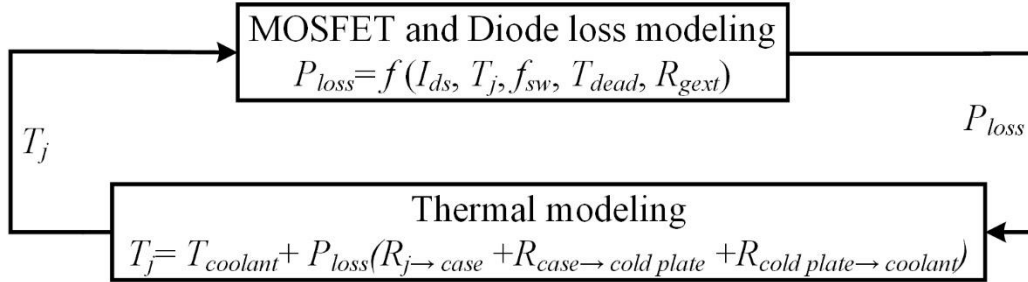 MOSFET and Diode loss modeling
P_loss= f (I_ds, T_j, f_sw, T_dead, R_gext)
T_j
P_loss
Thermal modeling
T_j= T_coolant+ P_loss(R_j→ case +R_case→ cold plate +R_cold plate→ coolant)